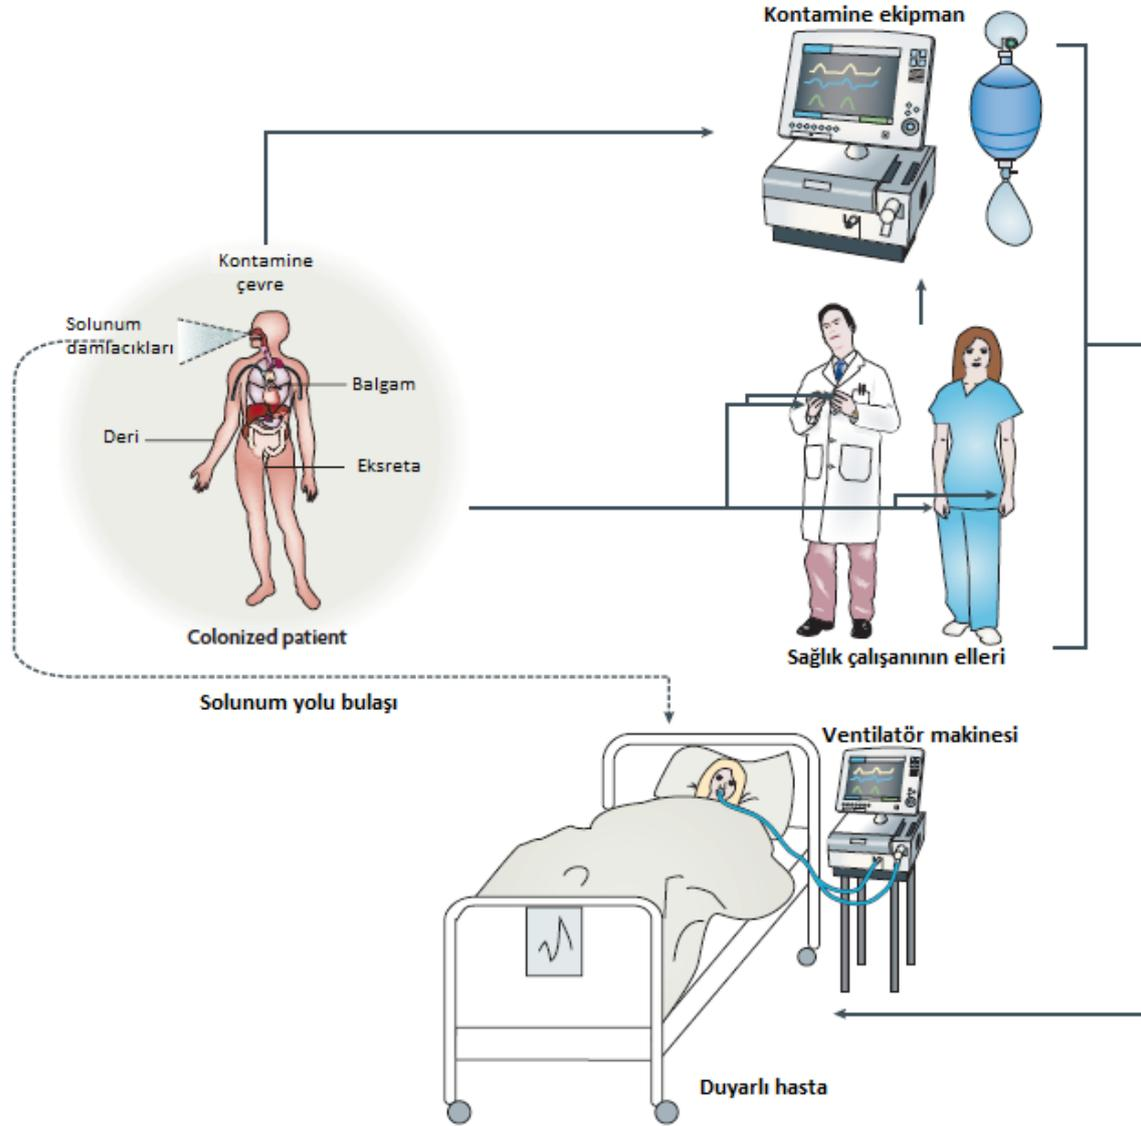 Kontamine ekipman
Kontamine
çevre
Solunum
damlacıkları
Balgam
Deri
Eksreta
Colonized patient
Sağlık çalışanının elleri
Solunum yolu bulaşı
Ventilatör makinesi
Duyarlı hasta